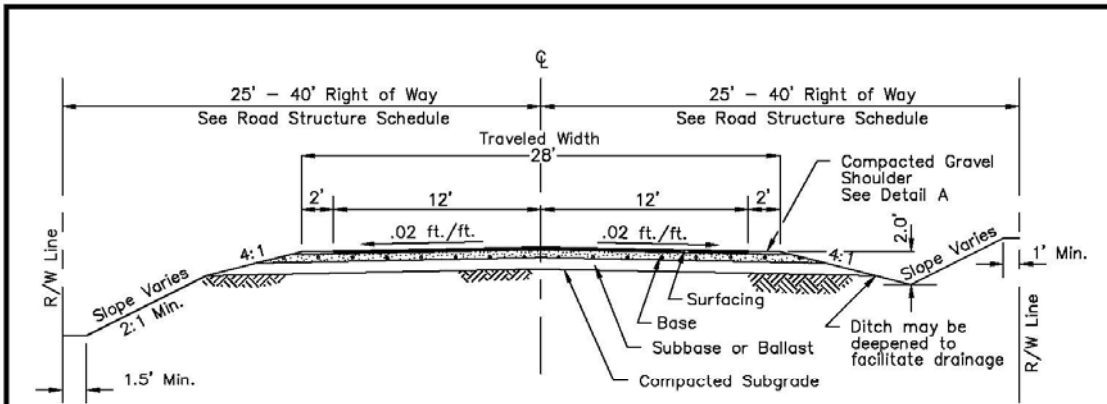 ℄
25' - 40' Right of Way
25' - 40' Right of Way
See Road Structure Schedule
See Road Structure Schedule
Traveled Width
28'
Compacted Gravel
Shoulder
See Detail A
2'
12'
12'
2'
.02 ft./ft.
.02 ft./ft.
2.0'
4:1
4:1
R/W Line
Slope Varies
2:1 Min.
Slope Varies
1' Min.
Surfacing
Base
Subbase or Ballast
Compacted Subgrade
Ditch may be
deepened to
facilitate drainage
R/W Line
1.5' Min.